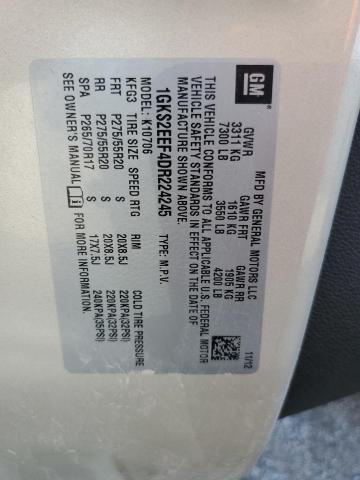 GM
MFD BY GENERAL MOTORS LLC
GVWR GAWR FRT GAWR RR
3311 KG 1610 KG 1905 KG
7300 LB 3550 LB 4200 LB
11/12
THIS VEHICLE CONFORMS TO ALL APPLICABLE U.S. FEDERAL MOTOR
VEHICLE SAFETY STANDARDS IN EFFECT ON THE DATE OF
MANUFACTURE SHOWN ABOVE.
1GKS2EEF4DR224245 TYPE: M.P.V.
MODEL: K10706
KFG3 TIRE SIZE SPEED RTG RIM COLD TIRE PRESSURE
FRT P275/55R20 S 20X8.5J 220KPA(32PSI)
RR P275/55R20 S 20X8.5J 220KPA(32PSI)
SPA P265/70R17 S 17X7.5J 240KPA(35PSI)
SEE OWNER MANUAL FOR MORE INFORMATION.